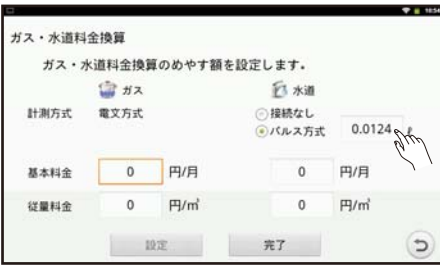 10:54
ガス・水道料金換算
ガス・水道料金換算のめやす額を設定します。
ガス 水道
計測方式 電文方式 接続なし
パルス方式 0.0124 ℓ
基本料金 0 円/月 0 円/月
従量料金 0 円/㎥ 0 円/㎥
設定 完了